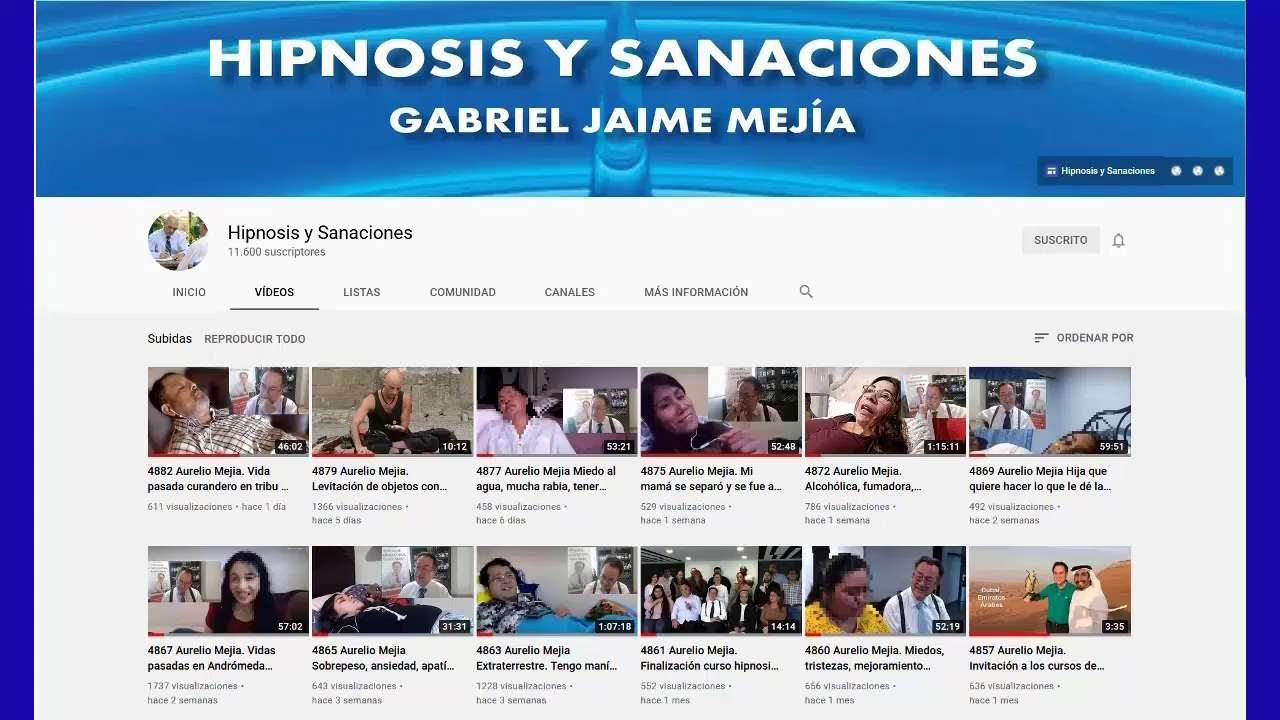 HIPNOSIS Y SANACIONES
GABRIEL JAIME MEJÍA
Hipnosis y Sanaciones
Hipnosis y Sanaciones
11.600 suscriptores
SUSCRITO
INICIO
VÍDEOS
LISTAS
COMUNIDAD
CANALES
MÁS INFORMACIÓN
Subidas
REPRODUCIR TODO
ORDENAR POR
46:02
4882 Aurelio Mejia. Vida
pasada curandero en tribu ...
611 visualizaciones • hace 1 día
10:12
4879 Aurelio Mejia.
Levitación de objetos con...
1366 visualizaciones •
hace 5 días
53:21
4877 Aurelio Mejia Miedo al
agua, mucha rabia, tener...
458 visualizaciones •
hace 6 días
52:48
4875 Aurelio Mejia. Mi
mamá se separó y se fue a...
529 visualizaciones •
hace 1 semana
1:15:11
4872 Aurelio Mejia.
Alcohólica, fumadora,...
786 visualizaciones •
hace 1 semana
59:51
4869 Aurelio Mejia Hija que
quiere hacer lo que le dé la...
492 visualizaciones •
hace 2 semanas
57:02
4867 Aurelio Mejia. Vidas
pasadas en Andrómeda...
1737 visualizaciones •
hace 2 semanas
31:31
4865 Aurelio Mejia
Sobrepeso, ansiedad, apatí...
643 visualizaciones •
hace 3 semanas
1:07:18
4863 Aurelio Mejia
Extraterrestre. Tengo maní...
1228 visualizaciones •
hace 3 semanas
14:14
4861 Aurelio Mejia.
Finalización curso hipnosi...
552 visualizaciones •
hace 1 mes
52:19
4860 Aurelio Mejia. Miedos,
tristezas, mejoramiento...
656 visualizaciones •
hace 1 mes
Dubai,
Emiratos
Arabes
3:35
4857 Aurelio Mejia.
Invitación a los cursos de...
636 visualizaciones •
hace 1 mes